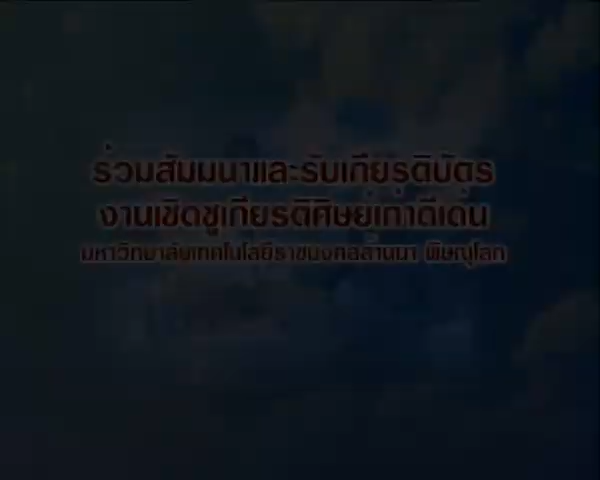 ร่วมสัมมนาและรับเกียรติบัตร
งานเชิดชูเกียรติศิษย์เก่าดีเด่น
มหาวิทยาลัยเทคโนโลยีราชมงคลล้านนา พิษณุโลก